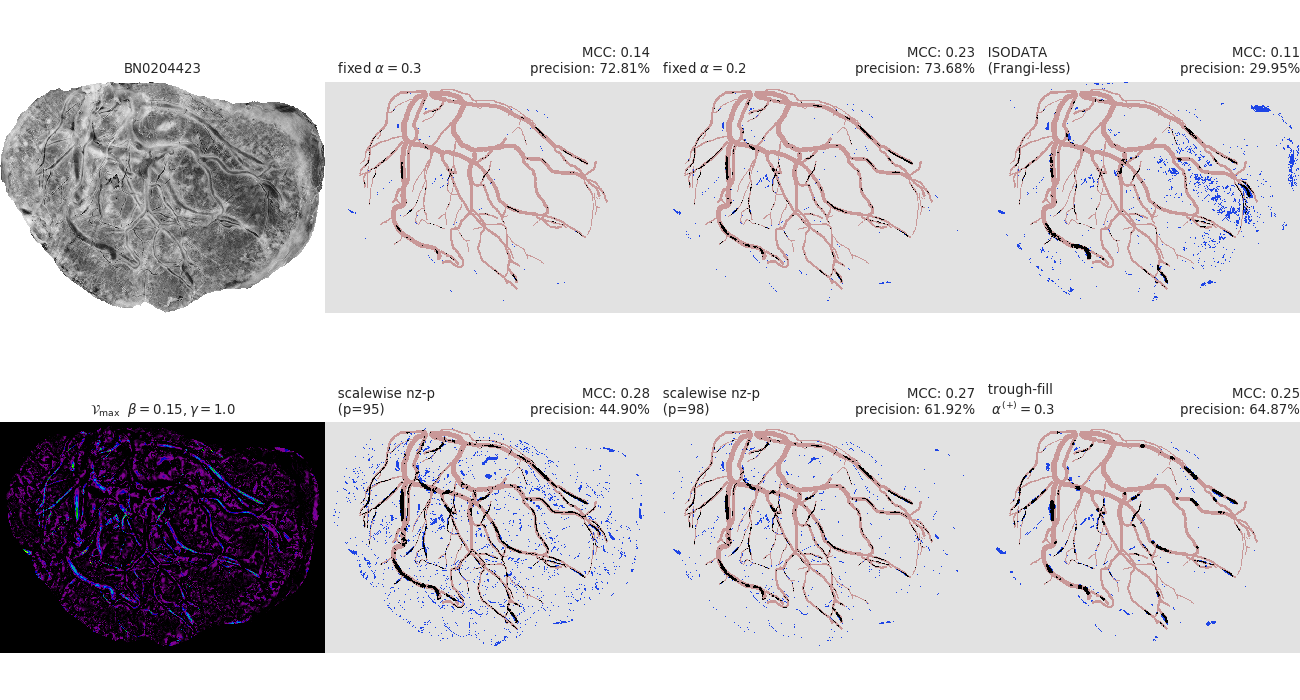 BN0204423
MCC: 0.14
fixed α = 0.3 precision: 72.81%
MCC: 0.23
fixed α = 0.2 precision: 73.68%
ISODATA MCC: 0.11
(Frangi-less) precision: 29.95%
𝒱max β = 0.15, γ = 1.0
scalewise nz-p MCC: 0.28
(p=95) precision: 44.90%
scalewise nz-p MCC: 0.27
(p=98) precision: 61.92%
trough-fill MCC: 0.25
α(+) = 0.3 precision: 64.87%